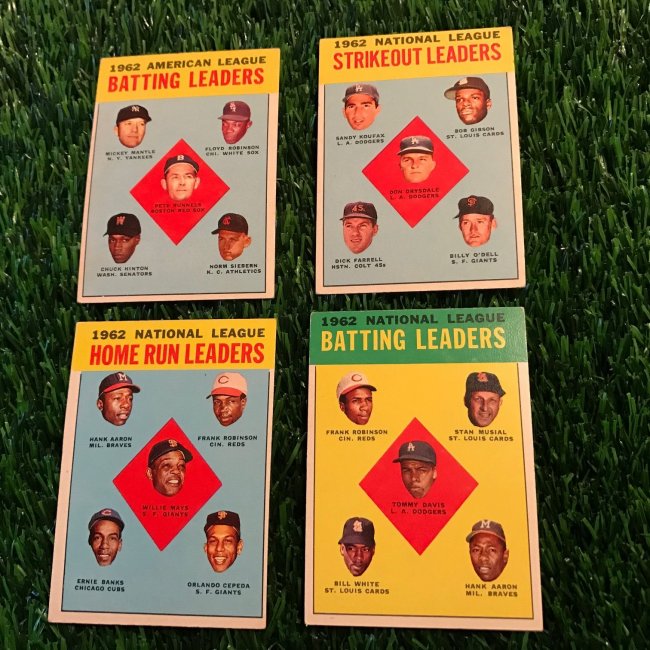 1962 AMERICAN LEAGUE
BATTING LEADERS
MICKEY MANTLE
N. Y. YANKEES
FLOYD ROBINSON
CHI. WHITE SOX
PETE RUNNELS
BOSTON RED SOX
CHUCK HINTON
WASH. SENATORS
NORM SIEBERN
K. C. ATHLETICS
1962 NATIONAL LEAGUE
STRIKEOUT LEADERS
SANDY KOUFAX
L. A. DODGERS
BOB GIBSON
ST. LOUIS CARDS
DON DRYSDALE
L. A. DODGERS
DICK FARRELL
HSTN. COLT 45s
BILLY O'DELL
S. F. GIANTS
1962 NATIONAL LEAGUE
HOME RUN LEADERS
HANK AARON
MIL. BRAVES
FRANK ROBINSON
CIN. REDS
WILLIE MAYS
S. F. GIANTS
ERNIE BANKS
CHICAGO CUBS
ORLANDO CEPEDA
S. F. GIANTS
1962 NATIONAL LEAGUE
BATTING LEADERS
FRANK ROBINSON
CIN. REDS
STAN MUSIAL
ST. LOUIS CARDS
TOMMY DAVIS
L. A. DODGERS
BILL WHITE
ST. LOUIS CARDS
HANK AARON
MIL. BRAVES